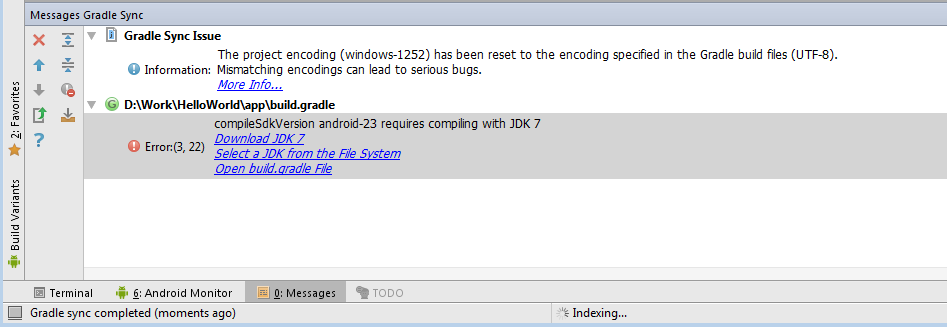 Messages Gradle Sync
Gradle Sync Issue
The project encoding (windows-1252) has been reset to the encoding specified in the Gradle build files (UTF-8).
Information: Mismatching encodings can lead to serious bugs.
More Info...
D:\Work\HelloWorld\app\build.gradle
compileSdkVersion android-23 requires compiling with JDK 7
Download JDK 7
Error:(3, 22) Select a JDK from the File System
Open build.gradle File
2: Favorites
Build Variants
Terminal 6: Android Monitor 0: Messages TODO
Gradle sync completed (moments ago) Indexing...